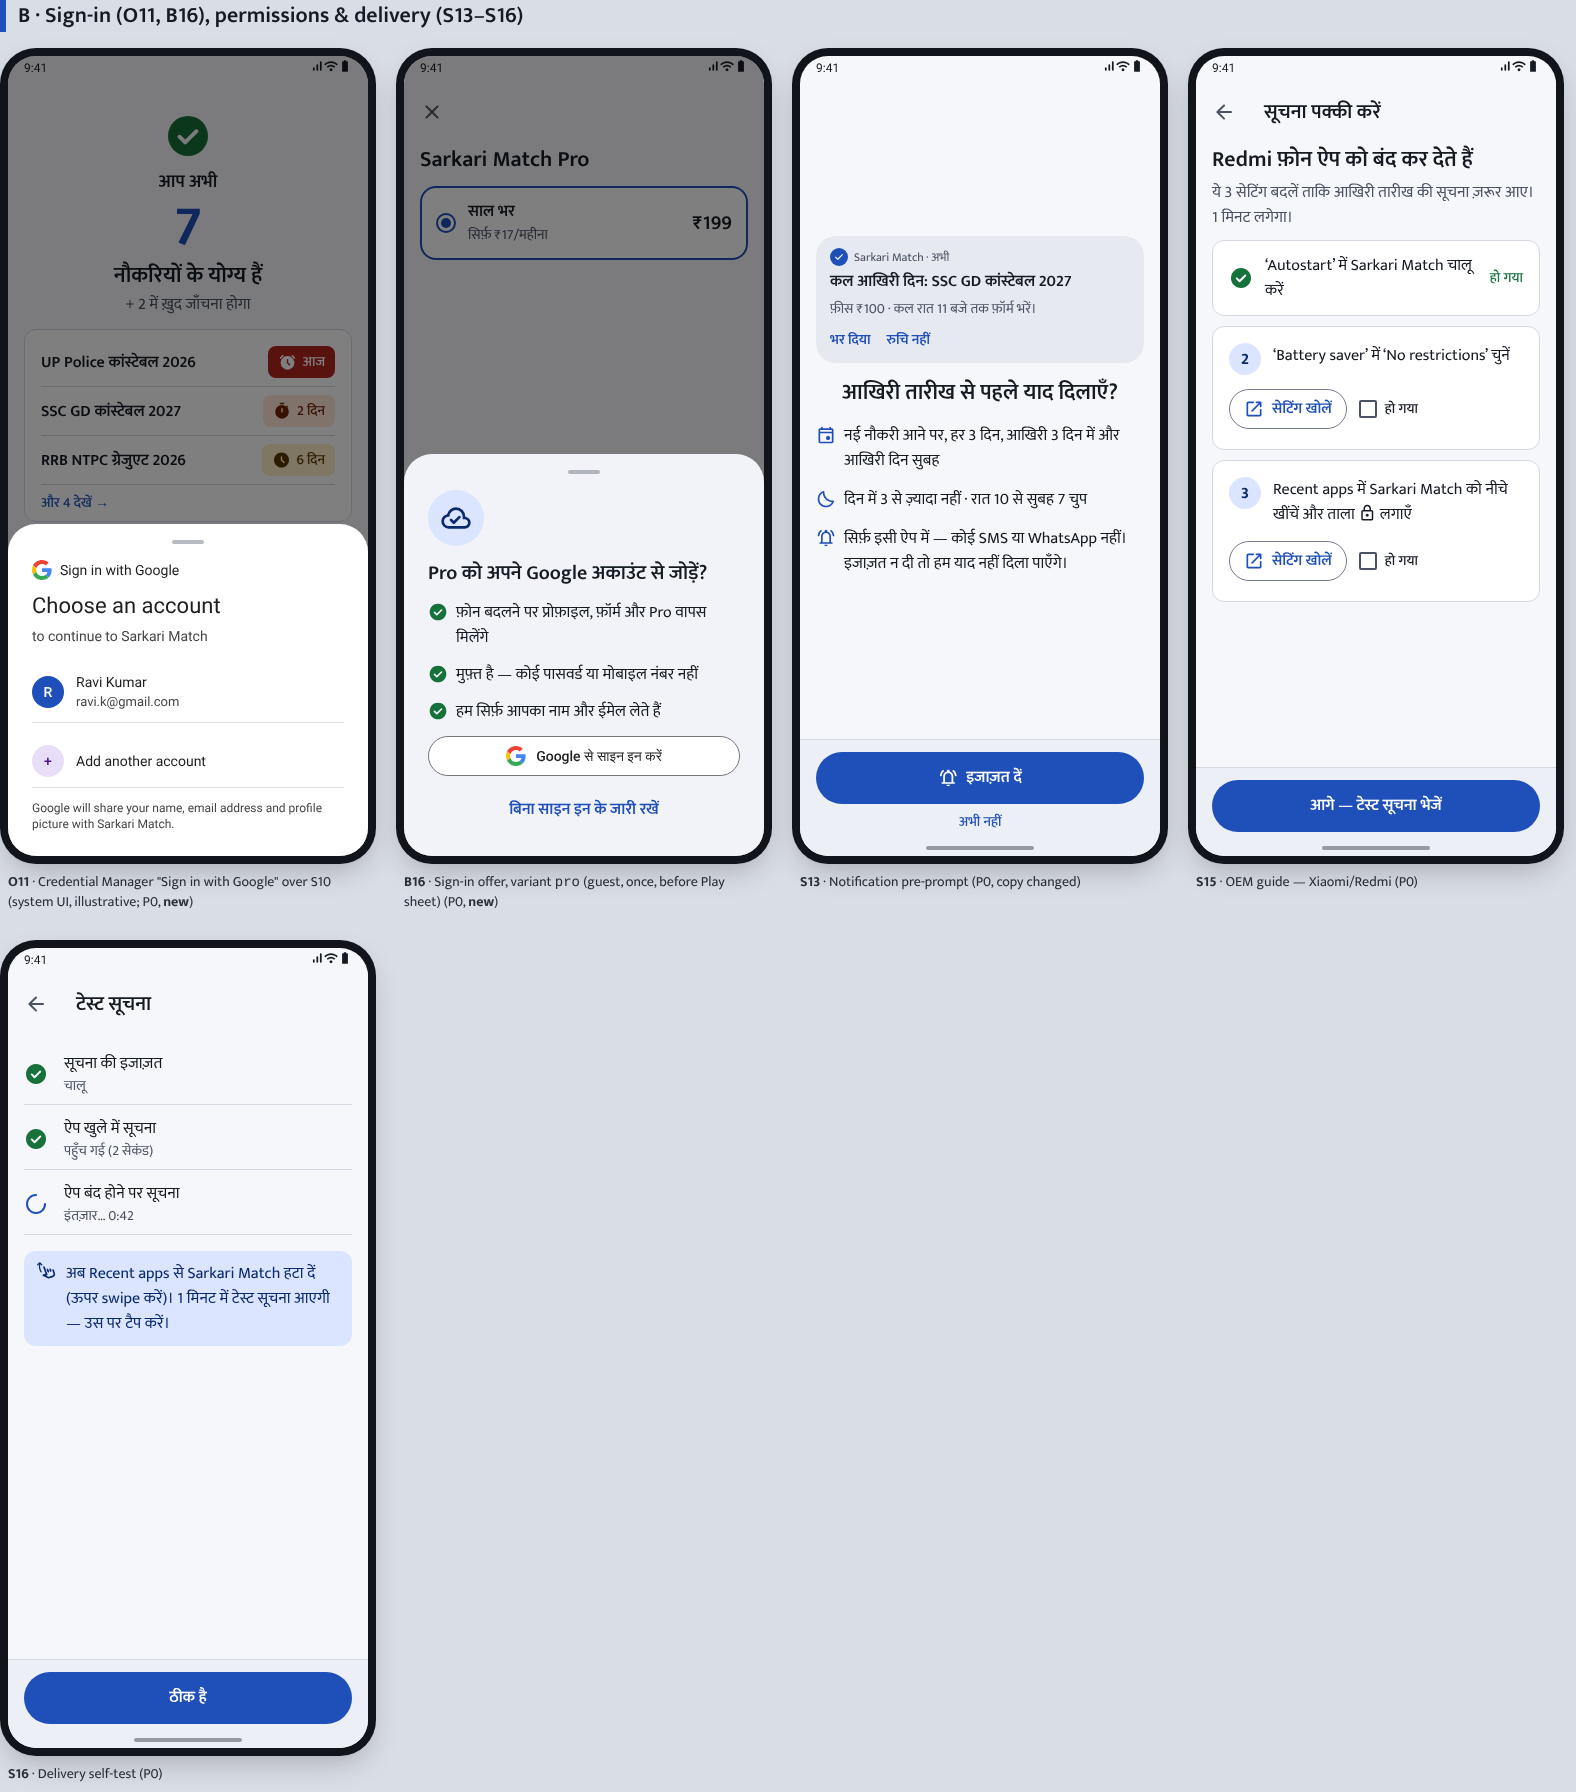 B · Sign-in (O11, B16), permissions & delivery (S13–S16)
9:41
आप अभी
7
नौकरियों के योग्य हैं
+ 2 में ख़ुद जाँचना होगा
UP Police कांस्टेबल 2026
आज
SSC GD कांस्टेबल 2027
2 दिन
RRB NTPC ग्रेजुएट 2026
6 दिन
और 4 देखें →
Sign in with Google
Choose an account
to continue to Sarkari Match
R
Ravi Kumar
ravi.k@gmail.com
+
Add another account
Google will share your name, email address and profile
picture with Sarkari Match.
O11 · Credential Manager "Sign in with Google" over S10
(system UI, illustrative; P0, new)
9:41
Sarkari Match Pro
साल भर
सिर्फ़ ₹17/महीना
₹199
Pro को अपने Google अकाउंट से जोड़ें?
फ़ोन बदलने पर प्रोफ़ाइल, फ़ॉर्म और Pro वापस
मिलेंगे
मुफ़्त है — कोई पासवर्ड या मोबाइल नंबर नहीं
हम सिर्फ़ आपका नाम और ईमेल लेते हैं
Google से साइन इन करें
बिना साइन इन के जारी रखें
B16 · Sign-in offer, variant pro (guest, once, before Play
sheet) (P0, new)
9:41
Sarkari Match · अभी
कल आखिरी दिन: SSC GD कांस्टेबल 2027
फ़ीस ₹100 · कल रात 11 बजे तक फ़ॉर्म भरें।
भर दिया रुचि नहीं
आखिरी तारीख से पहले याद दिलाएँ?
नई नौकरी आने पर, हर 3 दिन, आखिरी 3 दिन में और
आखिरी दिन सुबह
दिन में 3 से ज़्यादा नहीं · रात 10 से सुबह 7 चुप
सिर्फ़ इसी ऐप में — कोई SMS या WhatsApp नहीं।
इजाज़त न दी तो हम याद नहीं दिला पाएँगे।
इजाज़त दें
अभी नहीं
S13 · Notification pre-prompt (P0, copy changed)
9:41
सूचना पक्की करें
Redmi फ़ोन ऐप को बंद कर देते हैं
ये 3 सेटिंग बदलें ताकि आखिरी तारीख की सूचना ज़रूर आए।
1 मिनट लगेगा।
‘Autostart’ में Sarkari Match चालू
करें
हो गया
2
‘Battery saver’ में ‘No restrictions’ चुनें
सेटिंग खोलें
हो गया
3
Recent apps में Sarkari Match को नीचे
खींचें और ताला लगाएँ
सेटिंग खोलें
हो गया
आगे — टेस्ट सूचना भेजें
S15 · OEM guide — Xiaomi/Redmi (P0)
9:41
टेस्ट सूचना
सूचना की इजाज़त
चालू
ऐप खुले में सूचना
पहुँच गई (2 सेकंड)
ऐप बंद होने पर सूचना
इंतज़ार… 0:42
अब Recent apps से Sarkari Match हटा दें
(ऊपर swipe करें)। 1 मिनट में टेस्ट सूचना आएगी
— उस पर टैप करें।
ठीक है
S16 · Delivery self-test (P0)